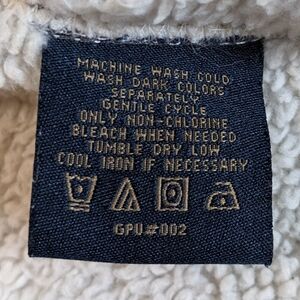 MACHINE WASH COLD
WASH DARK COLORS
SEPARATELY
GENTLE CYCLE
ONLY NON-CHLORINE
BLEACH WHEN NEEDED
TUMBLE DRY LOW
COOL IRON IF NECESSARY
GPU#002